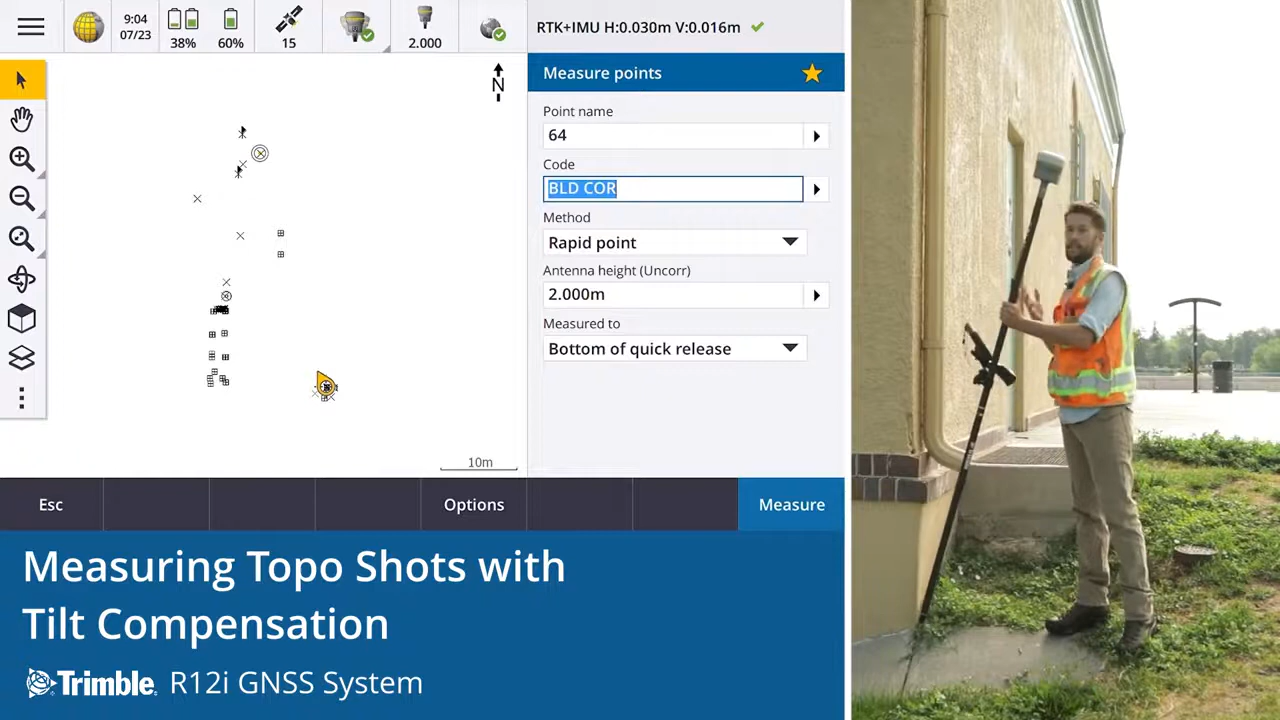 9:04
07/23
38%
60%
15
2.000
RTK+IMU H:0.030m V:0.016m
N
10m
Measure points
Point name
64
Code
BLD COR
Method
Rapid point
Antenna height (Uncorr)
2.000m
Measured to
Bottom of quick release
Esc
Options
Measure
Measuring Topo Shots with
Tilt Compensation
Trimble. R12i GNSS System